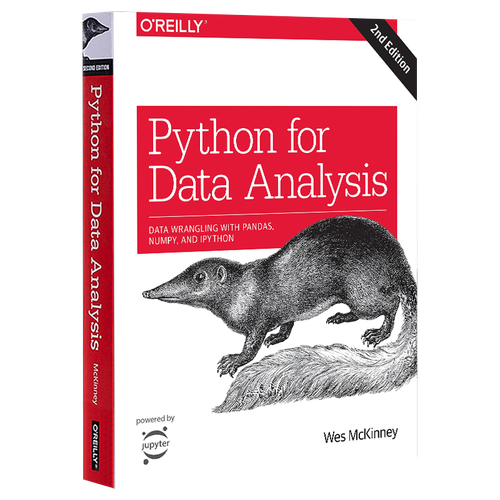 O'REILLY®
2nd Edition
Python for
Data Analysis
DATA WRANGLING WITH PANDAS,
NUMPY, AND IPYTHON
powered by
jupyter
Wes McKinney
SECOND EDITION
Python for Data Analysis
McKinney
O'REILLY®